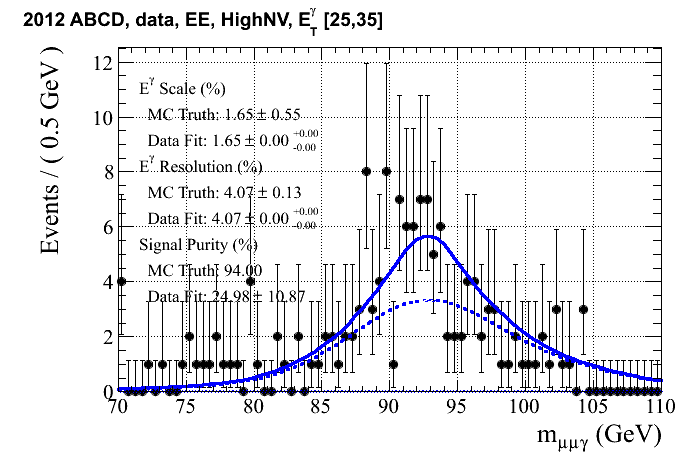 2012 ABCD, data, EE, HighNV, E_T^γ [25,35]
Events / ( 0.5 GeV )
12
10
8
6
4
2
0
E^γ Scale (%)
MC Truth: 1.65 ± 0.55
Data Fit: 1.65 ± 0.00 +0.00 -0.00
E^γ Resolution (%)
MC Truth: 4.07 ± 0.13
Data Fit: 4.07 ± 0.00 +0.00 -0.00
Signal Purity (%)
MC Truth: 94.00
Data Fit: 24.98 ± 10.87
70 75 80 85 90 95 100 105 110
m_μμγ (GeV)